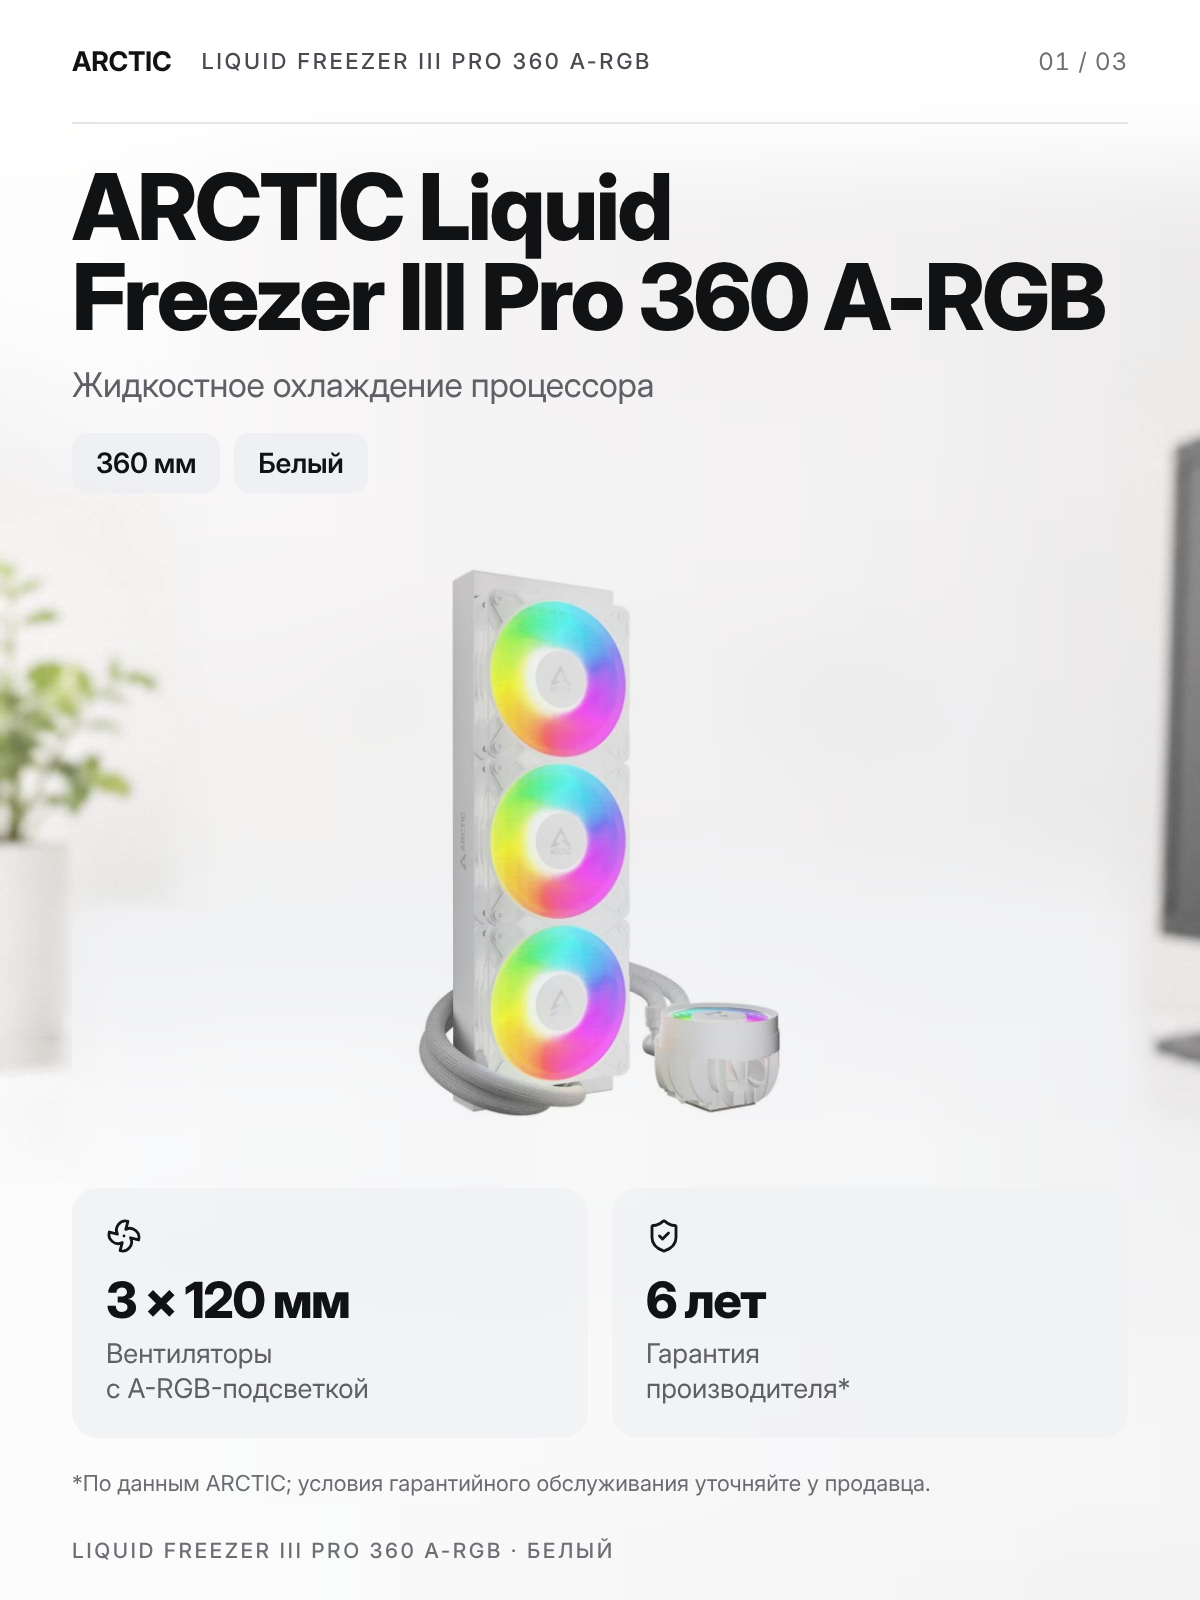 ARCTIC LIQUID FREEZER III PRO 360 A-RGB 01 / 03
ARCTIC Liquid
Freezer III Pro 360 A-RGB
Жидкостное охлаждение процессора
360 мм Белый
ARCTIC
ARCTIC
3 × 120 мм
Вентиляторы
с A-RGB-подсветкой
6 лет
Гарантия
производителя*
*По данным ARCTIC; условия гарантийного обслуживания уточняйте у продавца.
LIQUID FREEZER III PRO 360 A-RGB · БЕЛЫЙ